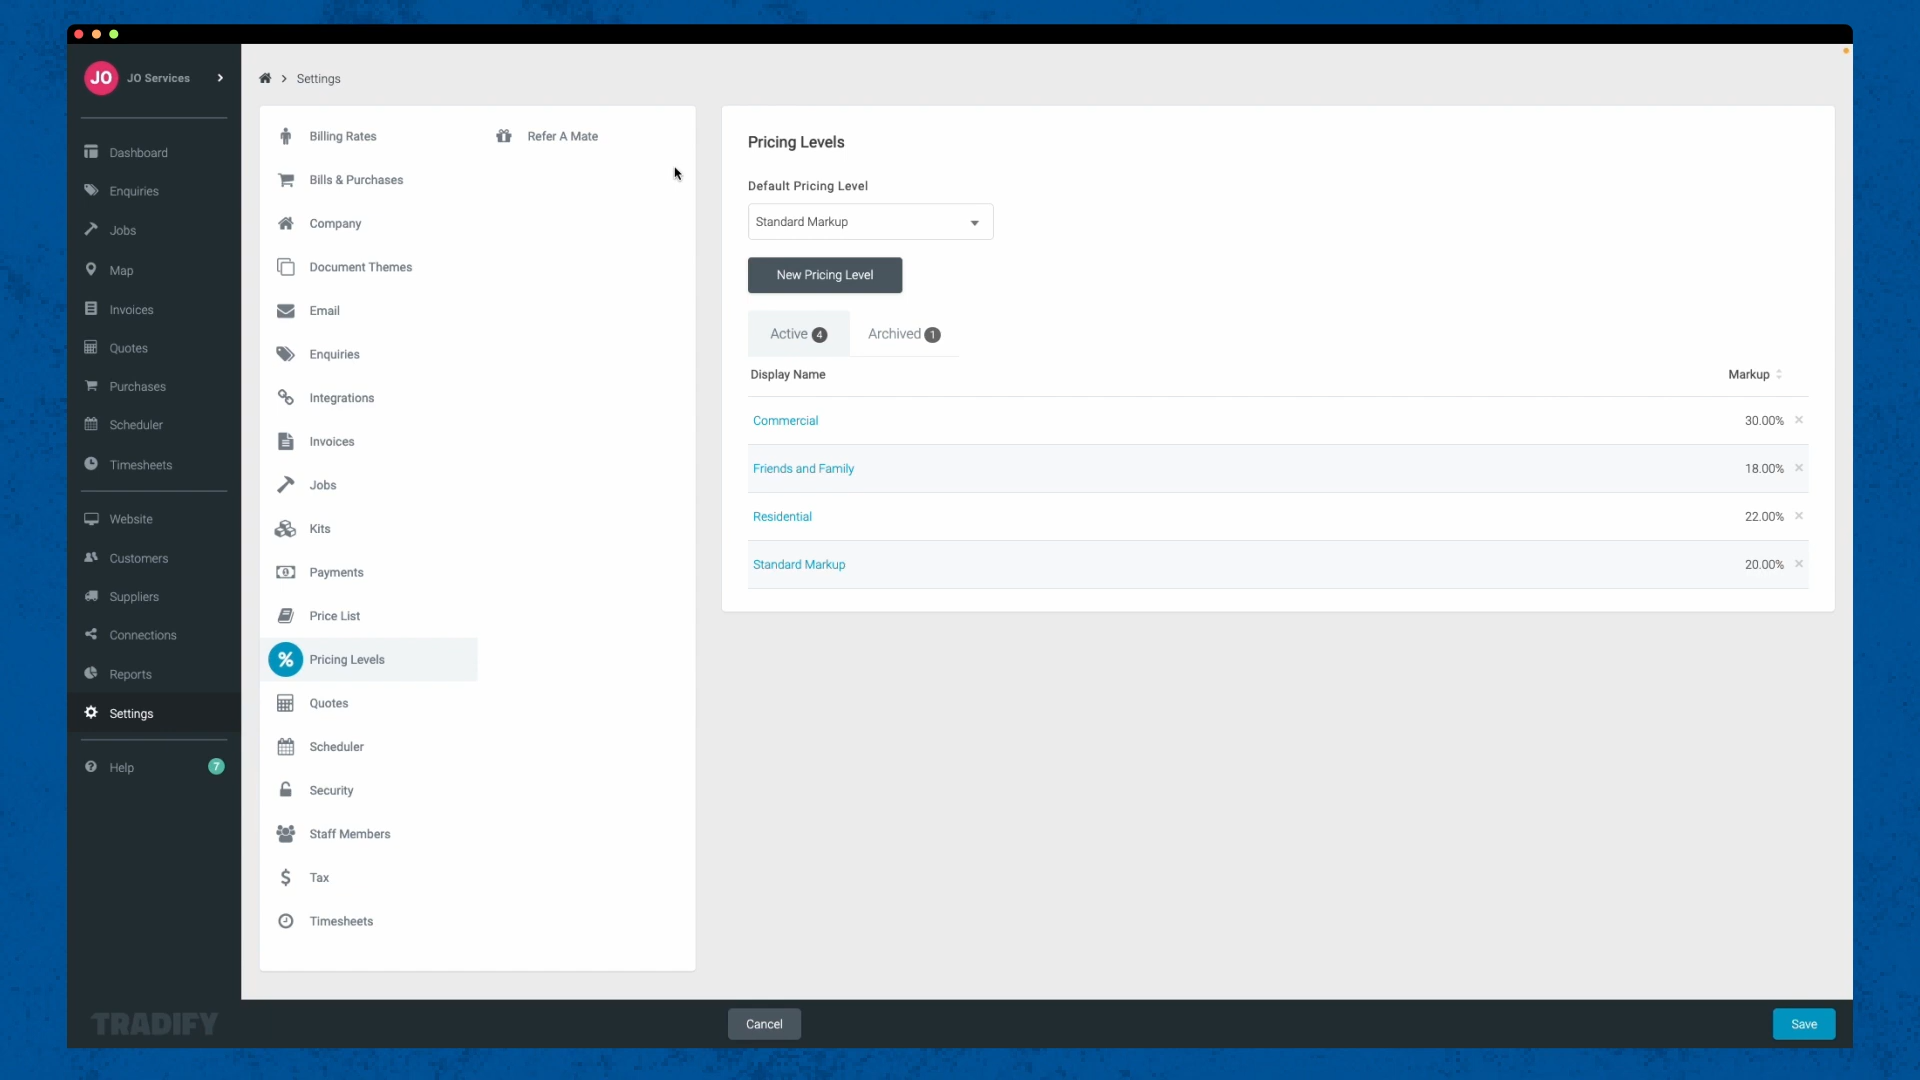 JO JO Services
Dashboard
Enquiries
Jobs
Map
Invoices
Quotes
Purchases
Scheduler
Timesheets
Website
Customers
Suppliers
Connections
Reports
Settings
Help 7
TRADIFY
Settings
Billing Rates
Bills & Purchases
Company
Document Themes
Email
Enquiries
Integrations
Invoices
Jobs
Kits
Payments
Price List
% Pricing Levels
Quotes
Scheduler
Security
Staff Members
Tax
Timesheets
Refer A Mate
Pricing Levels
Default Pricing Level
Standard Markup
New Pricing Level
Active 4 Archived 1
Display Name Markup
Commercial 30.00%
Friends and Family 18.00%
Residential 22.00%
Standard Markup 20.00%
Cancel Save